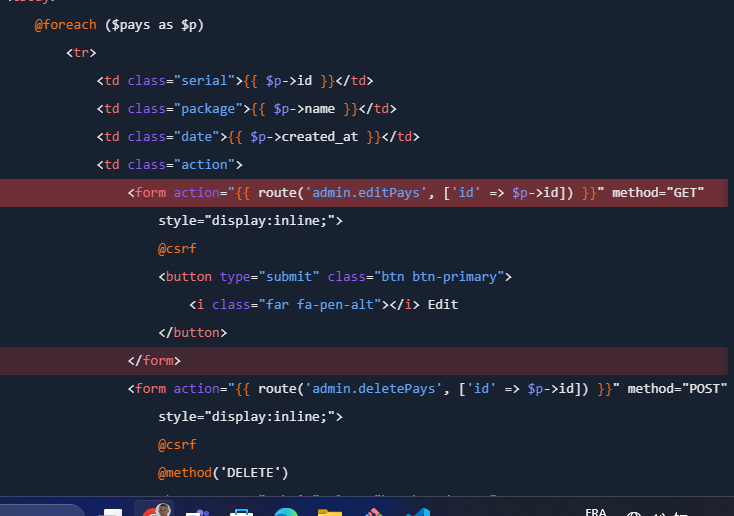 @foreach ($pays as $p)
<tr>
<td class="serial">{{ $p->id }}</td>
<td class="package">{{ $p->name }}</td>
<td class="date">{{ $p->created_at }}</td>
<td class="action">
<form action="{{ route('admin.editPays', ['id' => $p->id]) }}" method="GET"
style="display:inline;">
@csrf
<button type="submit" class="btn btn-primary">
<i class="far fa-pen-alt"></i> Edit
</button>
</form>
<form action="{{ route('admin.deletePays', ['id' => $p->id]) }}" method="POST"
style="display:inline;">
@csrf
@method('DELETE')
FRA